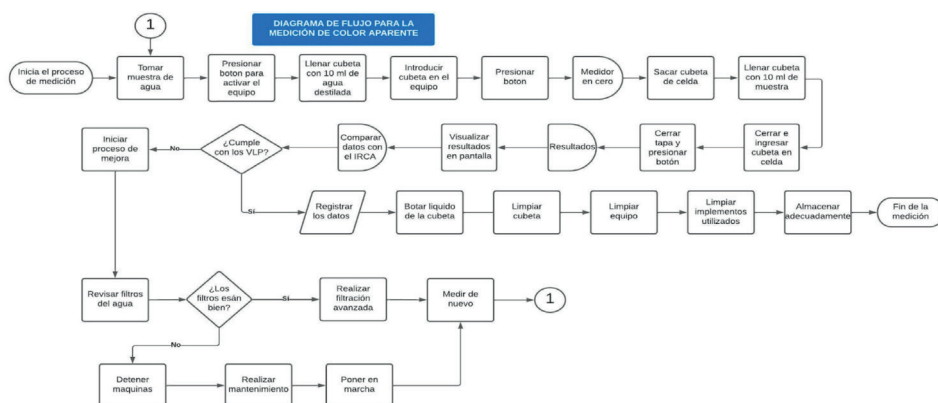 1
DIAGRAMA DE FLUJO PARA LA
MEDICIÓN DE COLOR APARENTE
Inicia el proceso
de medición
Tomar
muestra de
agua
Presionar
boton para
activar el
equipo
Llenar cubeta
con 10 ml de
agua
destilada
Introducir
cubeta en el
equipo
Presionar
boton
Medidor
en cero
Sacar cubeta
de celda
Llenar cubeta
con 10 ml de
muestra
Iniciar
proceso de
mejora
No
¿Cumple
con los VLP?
Comparar
datos con
el IRCA
Visualizar
resultados
en pantalla
Resultados
Cerrar
tapa y
presionar
botón
Cerrar e
ingresar
cubeta en
celda
Sí
Registrar
los datos
Botar liquido
de la cubeta
Limpiar
cubeta
Limpiar
equipo
Limpiar
implementos
utilizados
Almacenar
adecuadamente
Fin de la
medición
Revisar filtros
del agua
¿Los
filtros esán
bien?
Sí
Realizar
filtración
avanzada
Medir de
nuevo
1
No
Detener
maquinas
Realizar
mantenimiento
Poner en
marcha